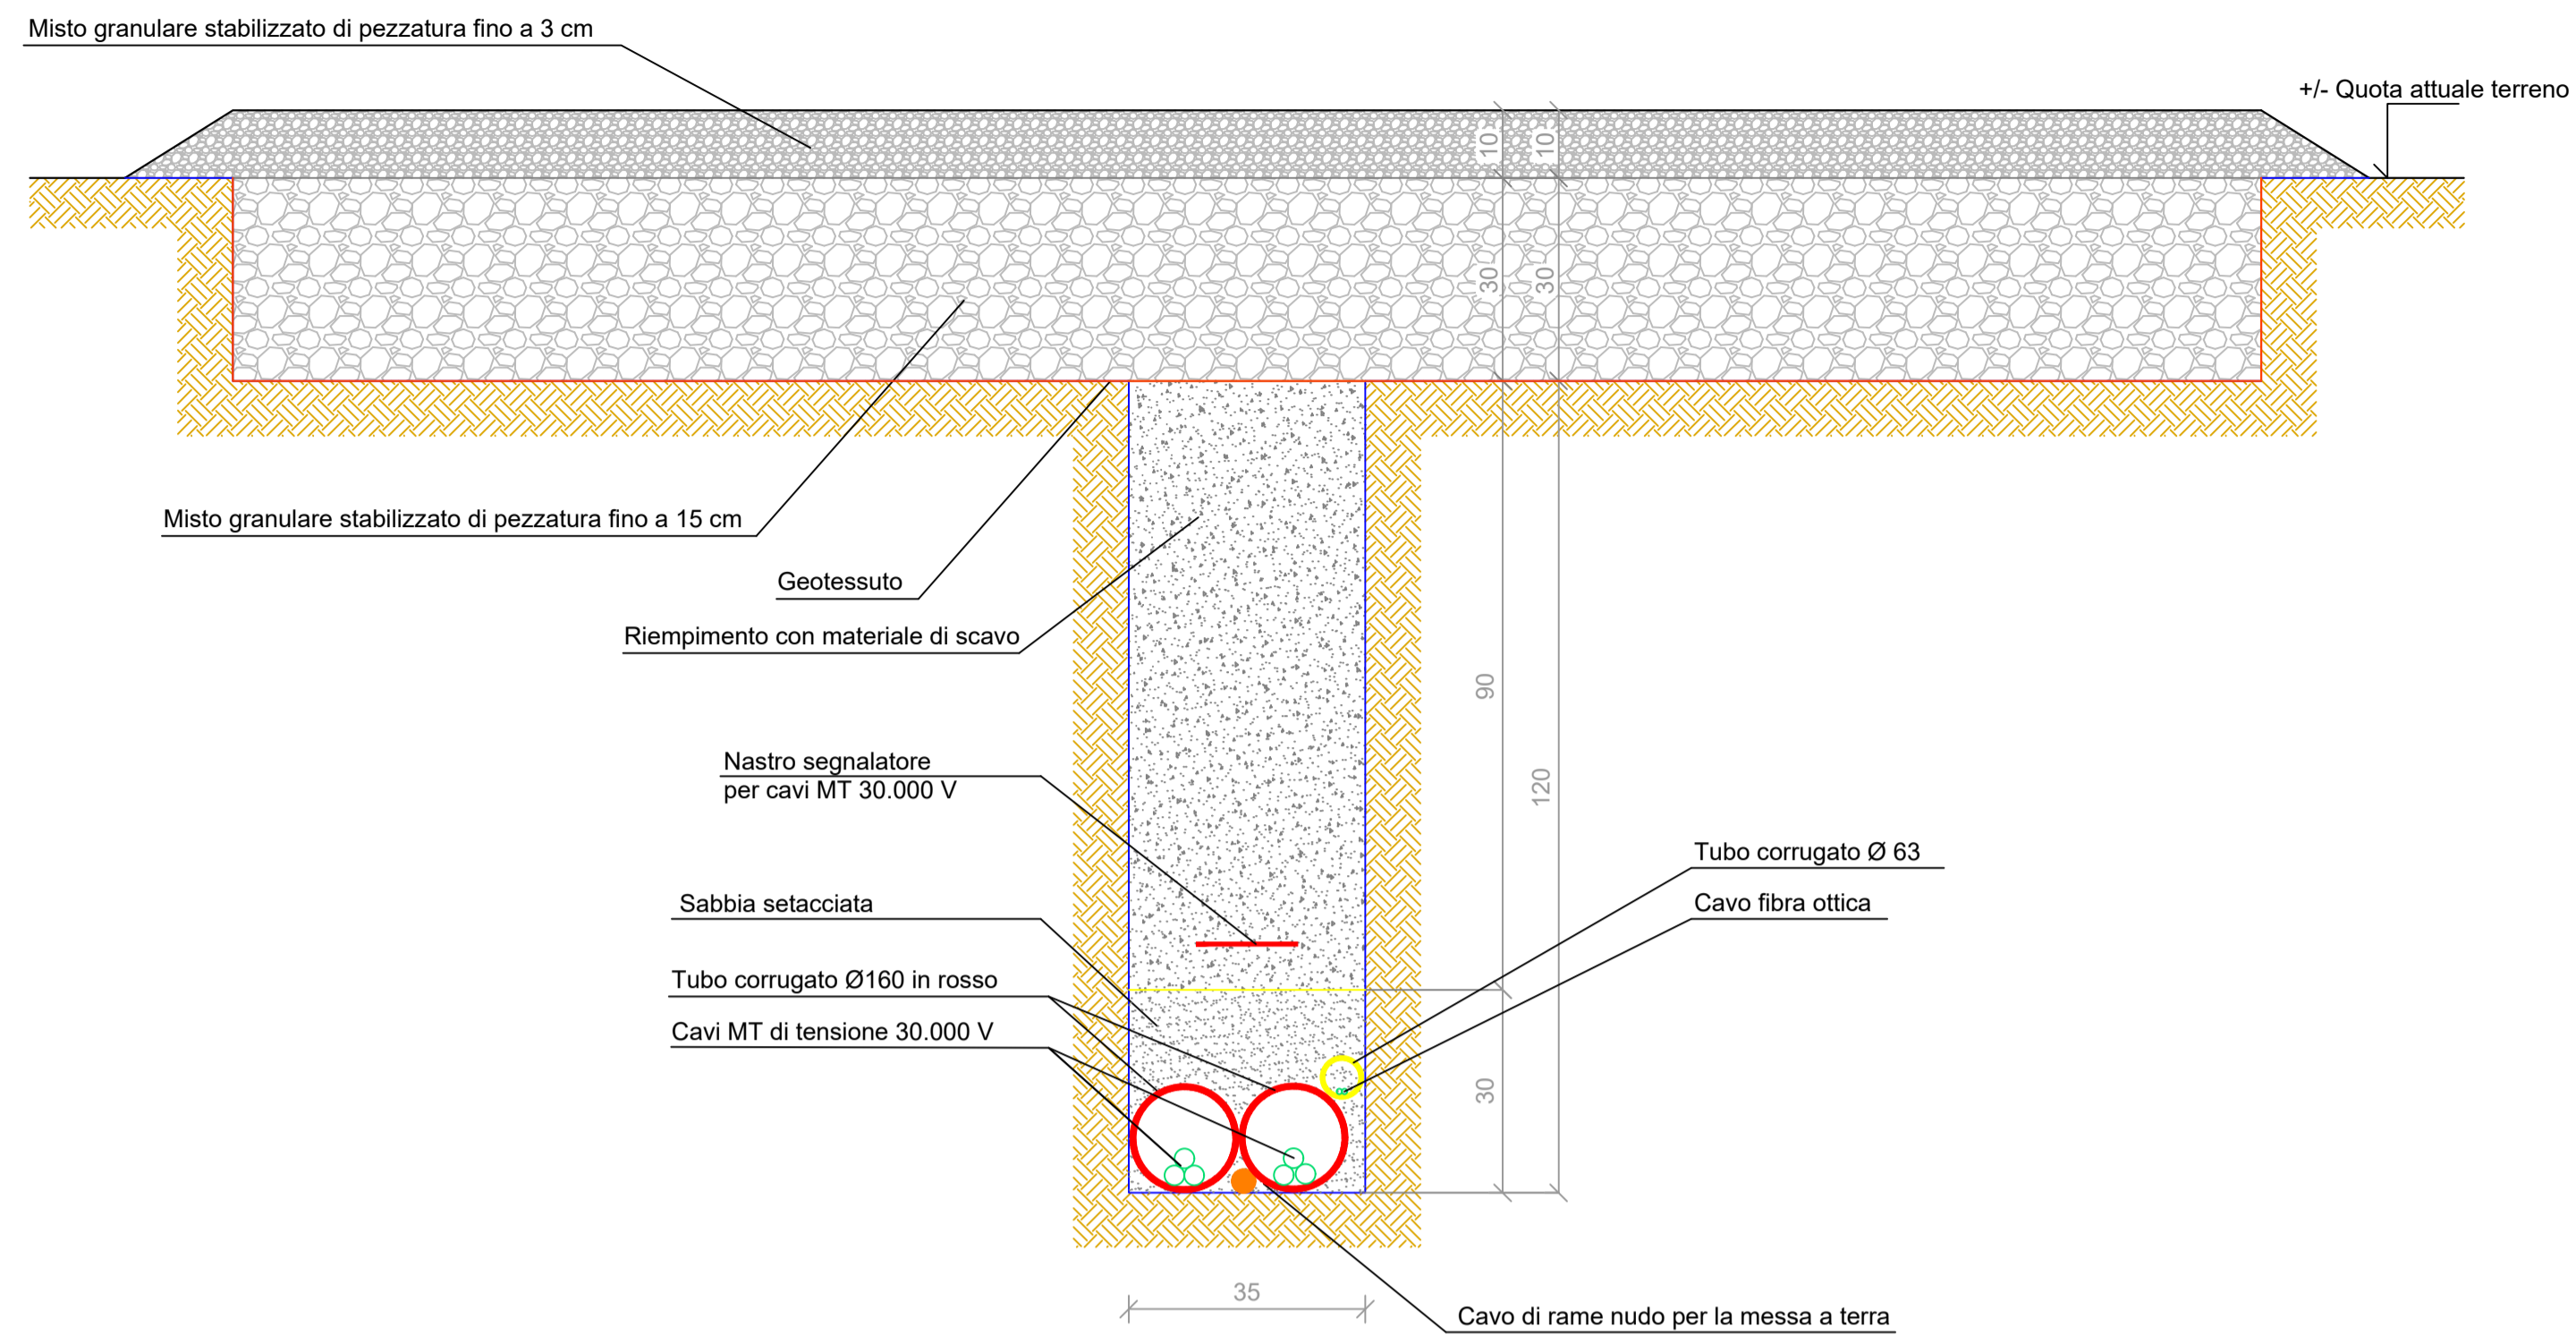 Misto granulare stabilizzato di pezzatura fino a 3 cm
+/- Quota attuale terreno
10
10
30
30
Misto granulare stabilizzato di pezzatura fino a 15 cm
Geotessuto
Riempimento con materiale di scavo
90
Nastro segnalatore
per cavi MT 30.000 V
120
Tubo corrugato Ø 63
Sabbia setacciata
Cavo fibra ottica
Tubo corrugato Ø160 in rosso
Cavi MT di tensione 30.000 V
30
35
Cavo di rame nudo per la messa a terra